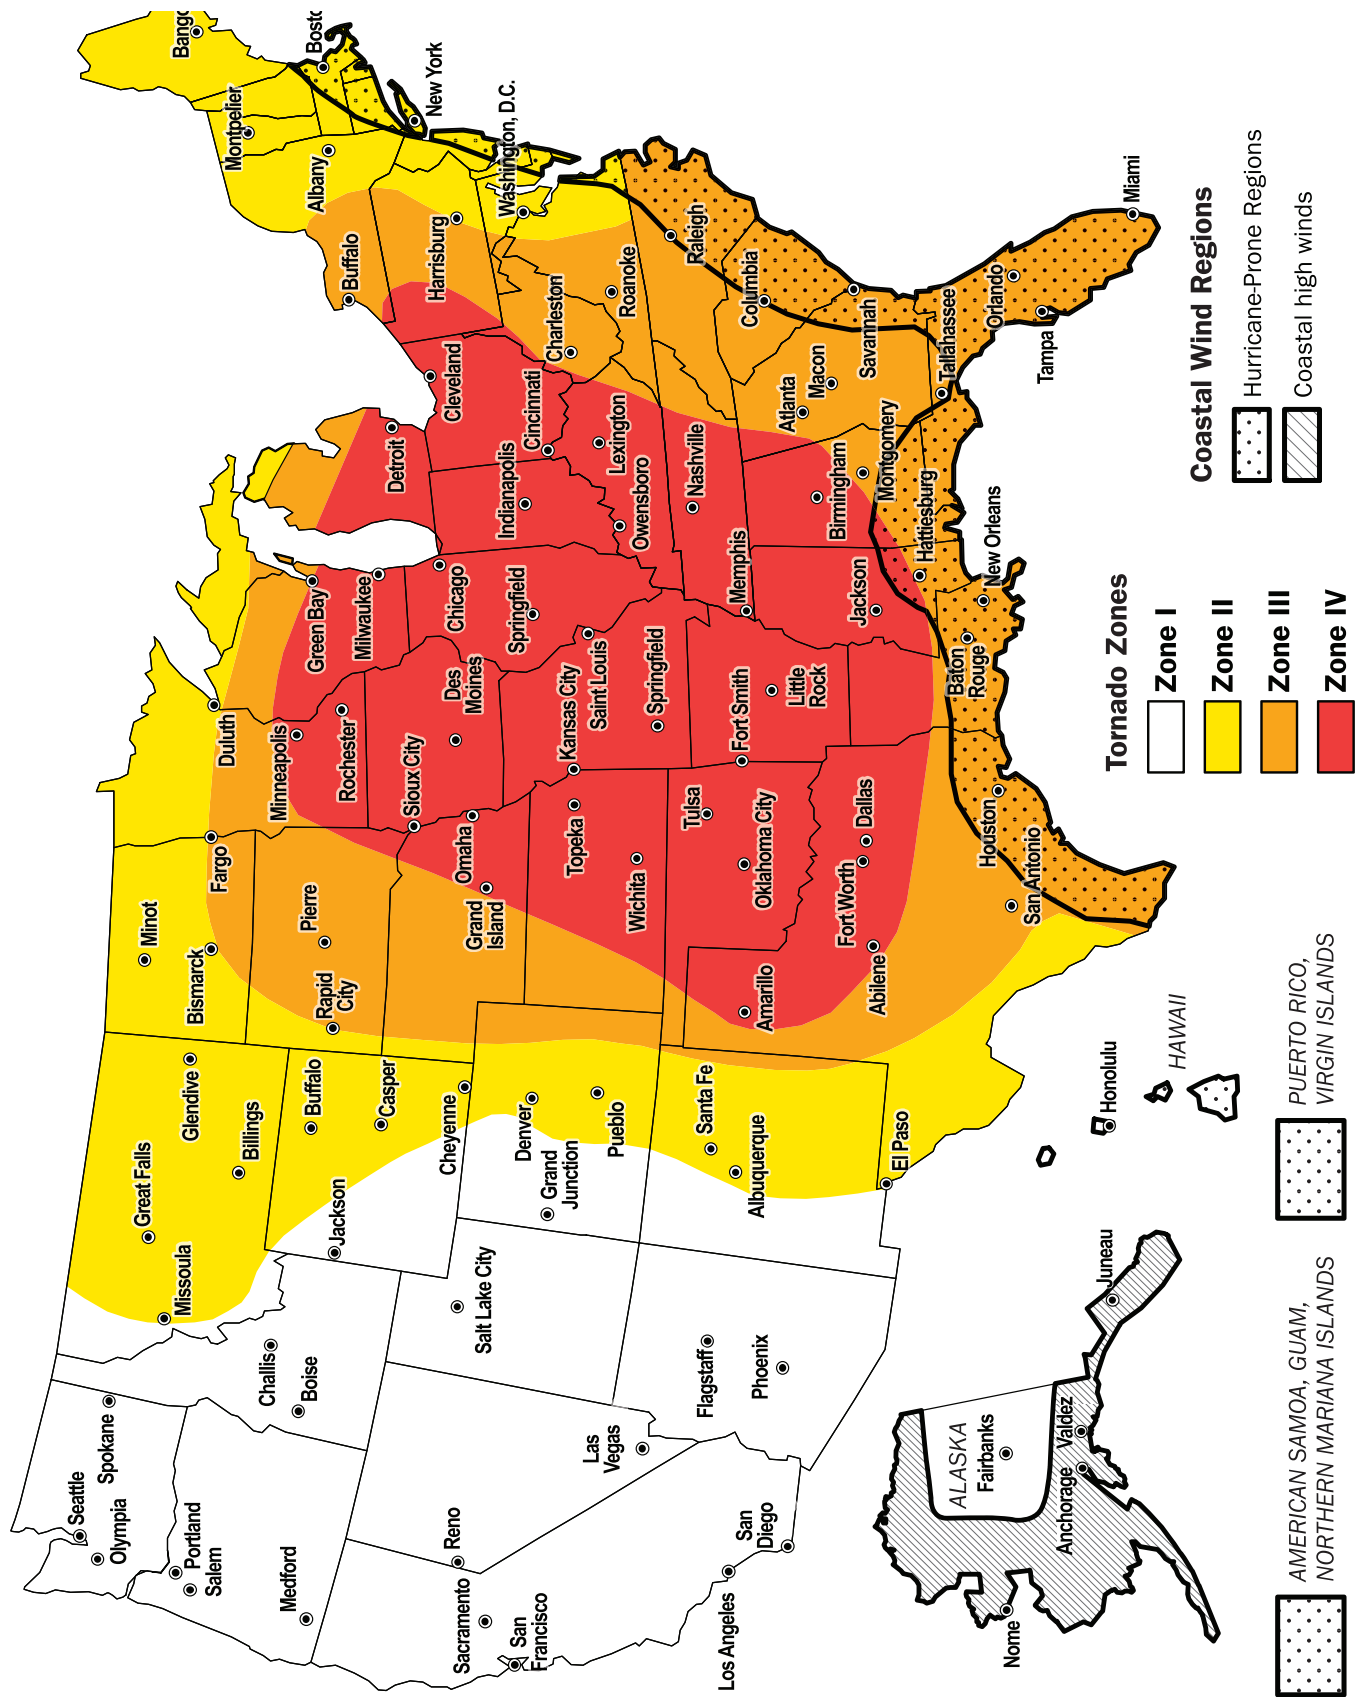 Seattle
Olympia
Spokane
Portland
Salem
Medford
Sacramento
San
Francisco
Reno
Los Angeles
San
Diego
Las
Vegas
Challis
Boise
Missoula
Great Falls
Glendive
Billings
Buffalo
Jackson
Casper
Cheyenne
Salt Lake City
Grand
Junction
Denver
Pueblo
Flagstaff
Phoenix
Santa Fe
Albuquerque
El Paso
Minot
Bismarck
Fargo
Pierre
Rapid
City
Sioux City
Omaha
Grand
Island
Topeka
Wichita
Tulsa
Oklahoma City
Amarillo
Fort Worth
Dallas
Abilene
San Antonio
Houston
Duluth
Minneapolis
Rochester
Des
Moines
Kansas City
Saint Louis
Springfield
Fort Smith
Little
Rock
Baton
Rouge
New Orleans
Green Bay
Milwaukee
Chicago
Springfield
Memphis
Jackson
Hattiesburg
Detroit
Indianapolis
Cincinnati
Cleveland
Lexington
Owensboro
Nashville
Birmingham
Montgomery
Atlanta
Macon
Savannah
Tallahassee
Tampa
Orlando
Miami
Columbia
Raleigh
Roanoke
Charleston
Harrisburg
Buffalo
Albany
Montpelier
Bang
Bosto
New York
Washington, D.C.
ALASKA
Fairbanks
Anchorage
Valdez
Nome
Juneau
Honolulu
HAWAII
Tornado Zones
Zone I
Zone II
Zone III
Zone IV
Coastal Wind Regions
Hurricane-Prone Regions
Coastal high winds
AMERICAN SAMOA, GUAM,
NORTHERN MARIANA ISLANDS
PUERTO RICO,
VIRGIN ISLANDS